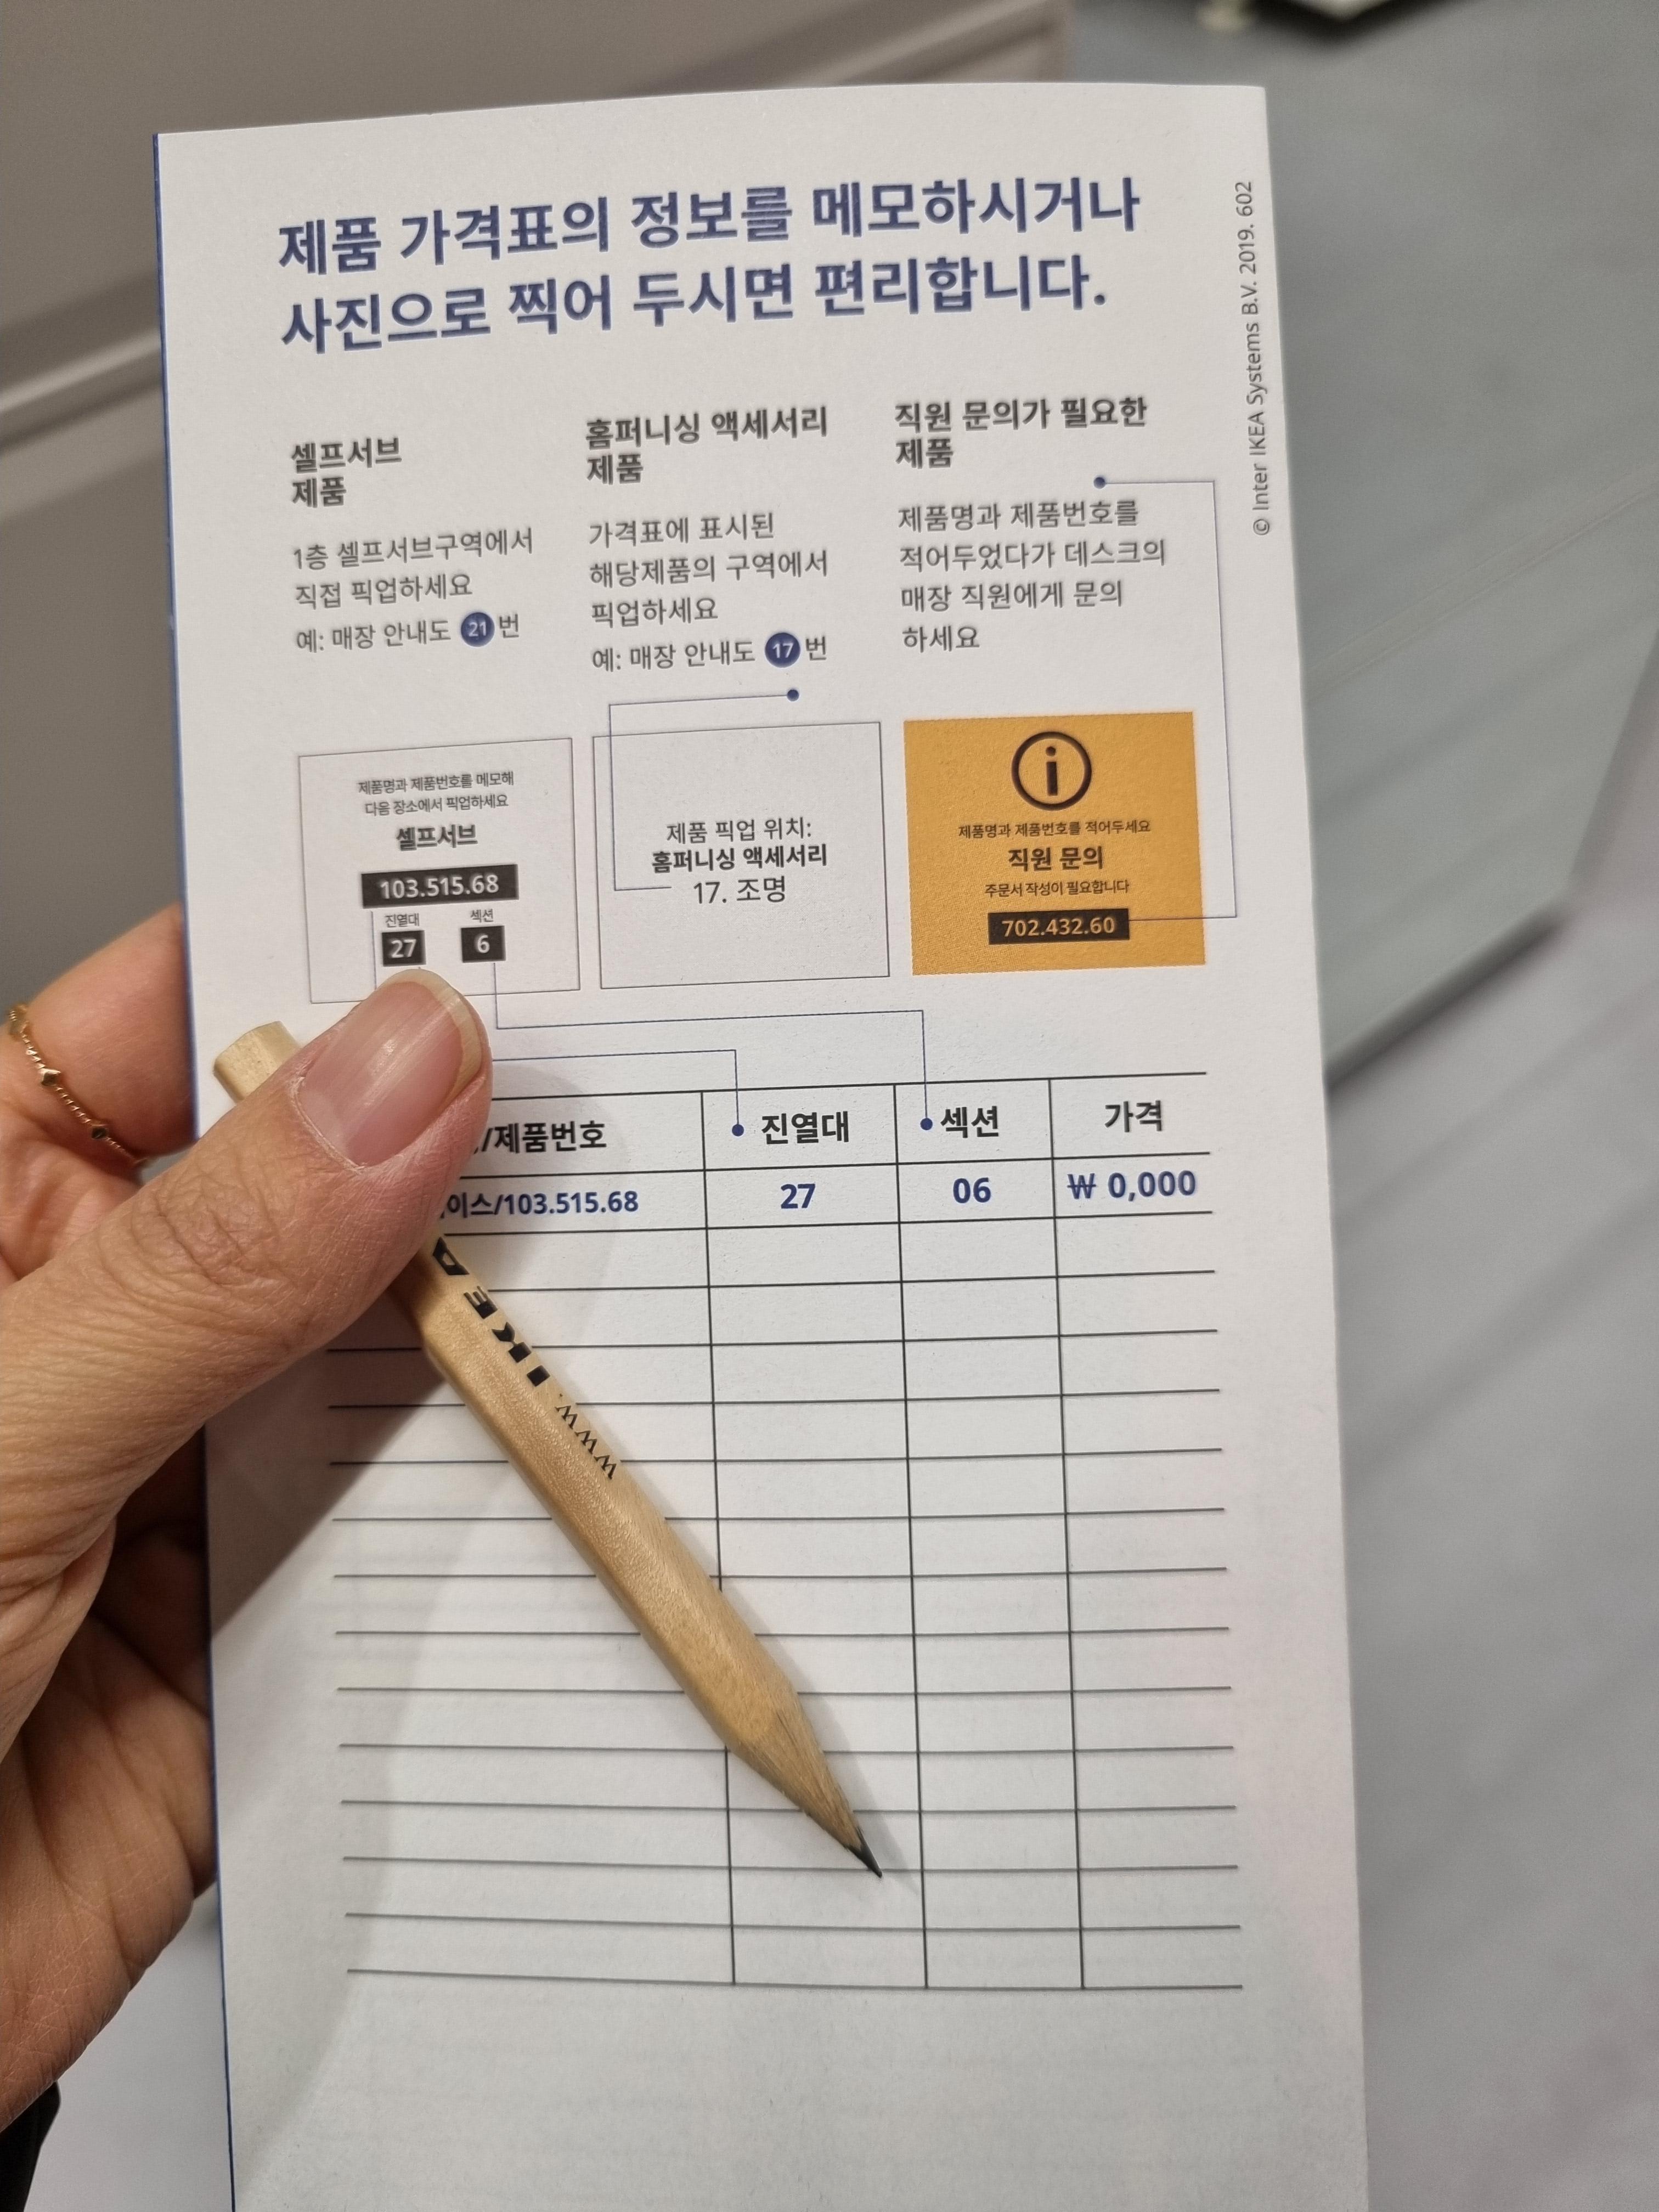 제품 가격표의 정보를 메모하시거나
사진으로 찍어 두시면 편리합니다.
© Inter IKEA Systems B.V. 2019. 602
셀프서브
제품
1층 셀프서브구역에서
직접 픽업하세요
예: 매장 안내도 21 번
홈퍼니싱 액세서리
제품
가격표에 표시된
해당제품의 구역에서
픽업하세요
예: 매장 안내도 17 번
직원 문의가 필요한
제품
제품명과 제품번호를
적어두었다가 데스크의
매장 직원에게 문의
하세요
제품명과 제품번호를 메모해
다음 장소에서 픽업하세요
셀프서브
103.515.68
진열대 섹션
27 6
제품 픽업 위치:
홈퍼니싱 액세서리
17. 조명
i
제품명과 제품번호를 적어두세요
직원 문의
주문서 작성이 필요합니다
702.432.60
/제품번호 진열대 섹션 가격
이스/103.515.68 27 06 ₩ 0,000
www.IKEA